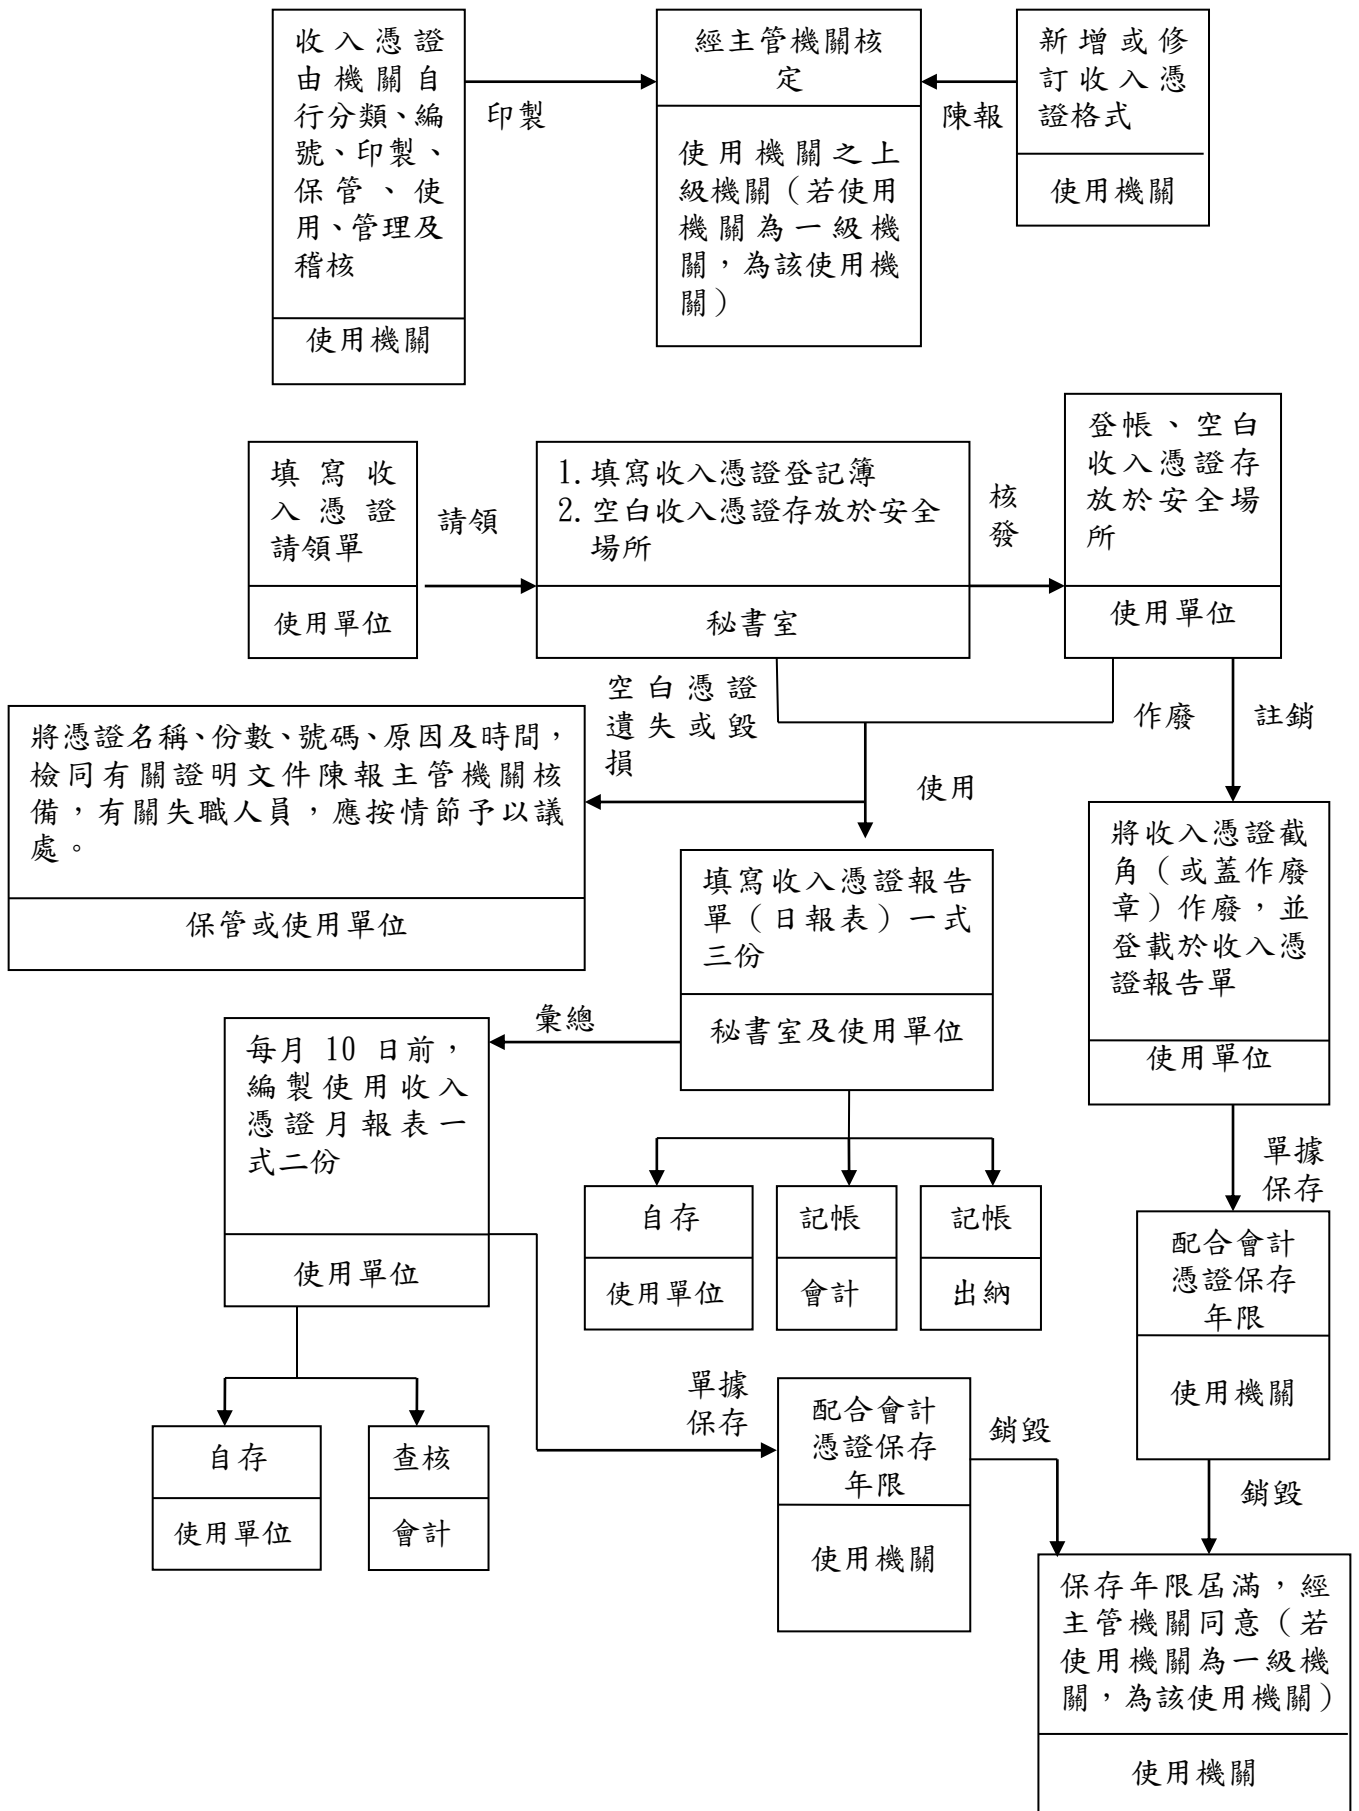 收入憑證
由機關自
行分類、編
號、印製、
保管、使
用、管理及
稽核
使用機關
印製
經主管機關核
定
使用機關之上
級機關（若使用
機關為一級機
關，為該使用機
關）
陳報
新增或修
訂收入憑
證格式
使用機關
填寫收
入憑證
請領單
使用單位
請領
1.填寫收入憑證登記簿
2.空白收入憑證存放於安全
場所
秘書室
核
發
登帳、空白
收入憑證存
放於安全場
所
使用單位
空白憑證
遺失或毀
損
使用
作廢
註銷
將憑證名稱、份數、號碼、原因及時間，
檢同有關證明文件陳報主管機關核
備，有關失職人員，應按情節予以議
處。
保管或使用單位
填寫收入憑證報告
單（日報表）一式
三份
秘書室及使用單位
將收入憑證截
角（或蓋作廢
章）作廢，並
登載於收入憑
證報告單
使用單位
彙總
每月 10 日前，
編製使用收入
憑證月報表一
式二份
使用單位
自存
使用單位
記帳
會計
記帳
出納
單據
保存
配合會計
憑證保存
年限
使用機關
自存
使用單位
查核
會計
單據
保存
配合會計
憑證保存
年限
使用機關
銷毀
銷毀
保存年限屆滿，經
主管機關同意（若
使用機關為一級機
關，為該使用機關）
使用機關